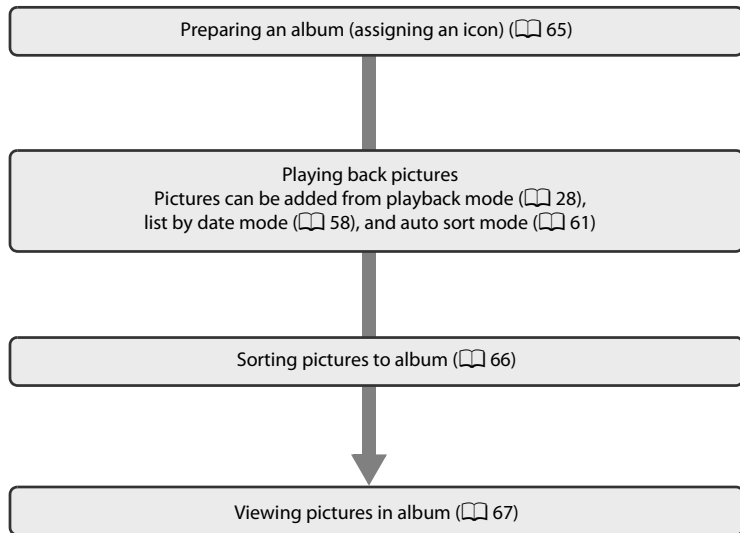 Preparing an album (assigning an icon) (📖 65)
Playing back pictures
Pictures can be added from playback mode (📖 28),
list by date mode (📖 58), and auto sort mode (📖 61)
Sorting pictures to album (📖 66)
Viewing pictures in album (📖 67)